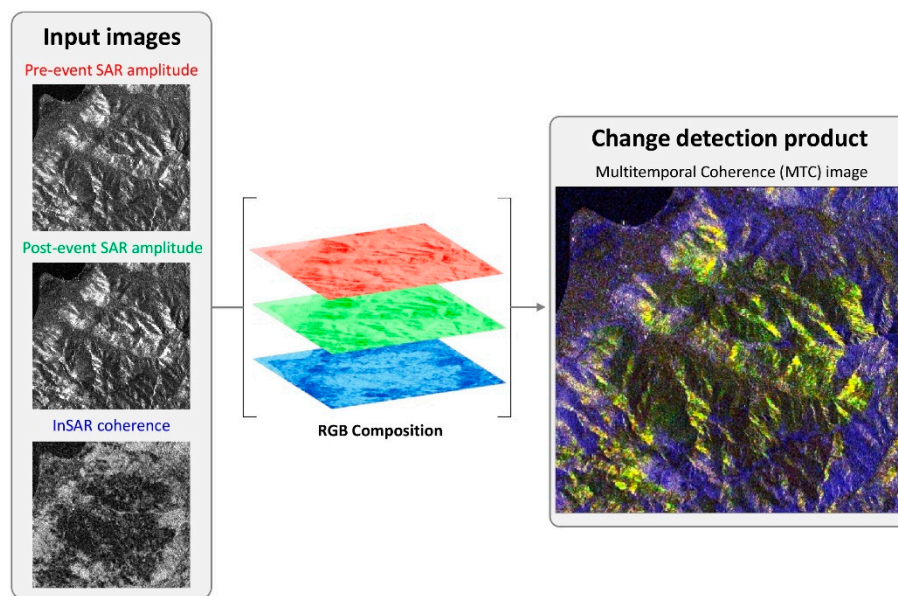 Input images
Pre-event SAR amplitude
Post-event SAR amplitude
InSAR coherence
RGB Composition
Change detection product
Multitemporal Coherence (MTC) image